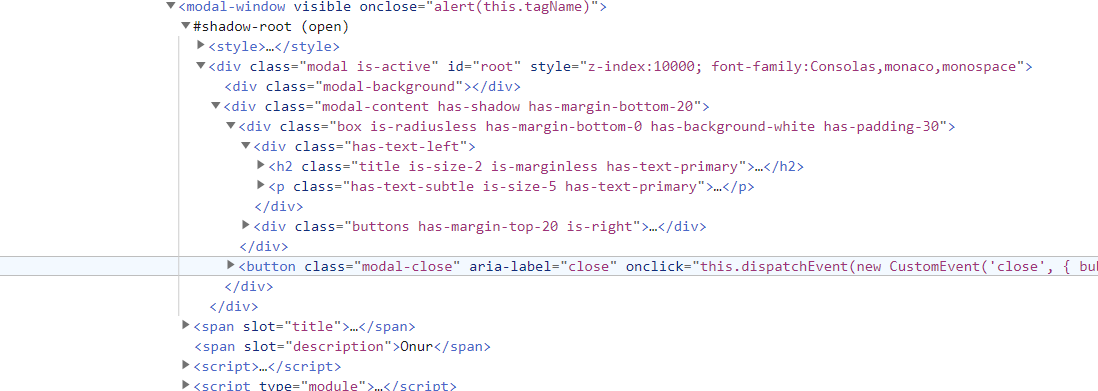 <modal-window visible onclose="alert(this.tagName)">
#shadow-root (open)
<style>…</style>
<div class="modal is-active" id="root" style="z-index:10000; font-family:Consolas,monaco,monospace">
<div class="modal-background"></div>
<div class="modal-content has-shadow has-margin-bottom-20">
<div class="box is-radiusless has-margin-bottom-0 has-background-white has-padding-30">
<div class="has-text-left">
<h2 class="title is-size-2 is-marginless has-text-primary">…</h2>
<p class="has-text-subtle is-size-5 has-text-primary">…</p>
</div>
<div class="buttons has-margin-top-20 is-right">…</div>
</div>
<button class="modal-close" aria-label="close" onclick="this.dispatchEvent(new CustomEvent('close', {
</div>
</div>
<span slot="title">…</span>
<span slot="description">Onur</span>
<script>…</script>
<script type="module">…</script>